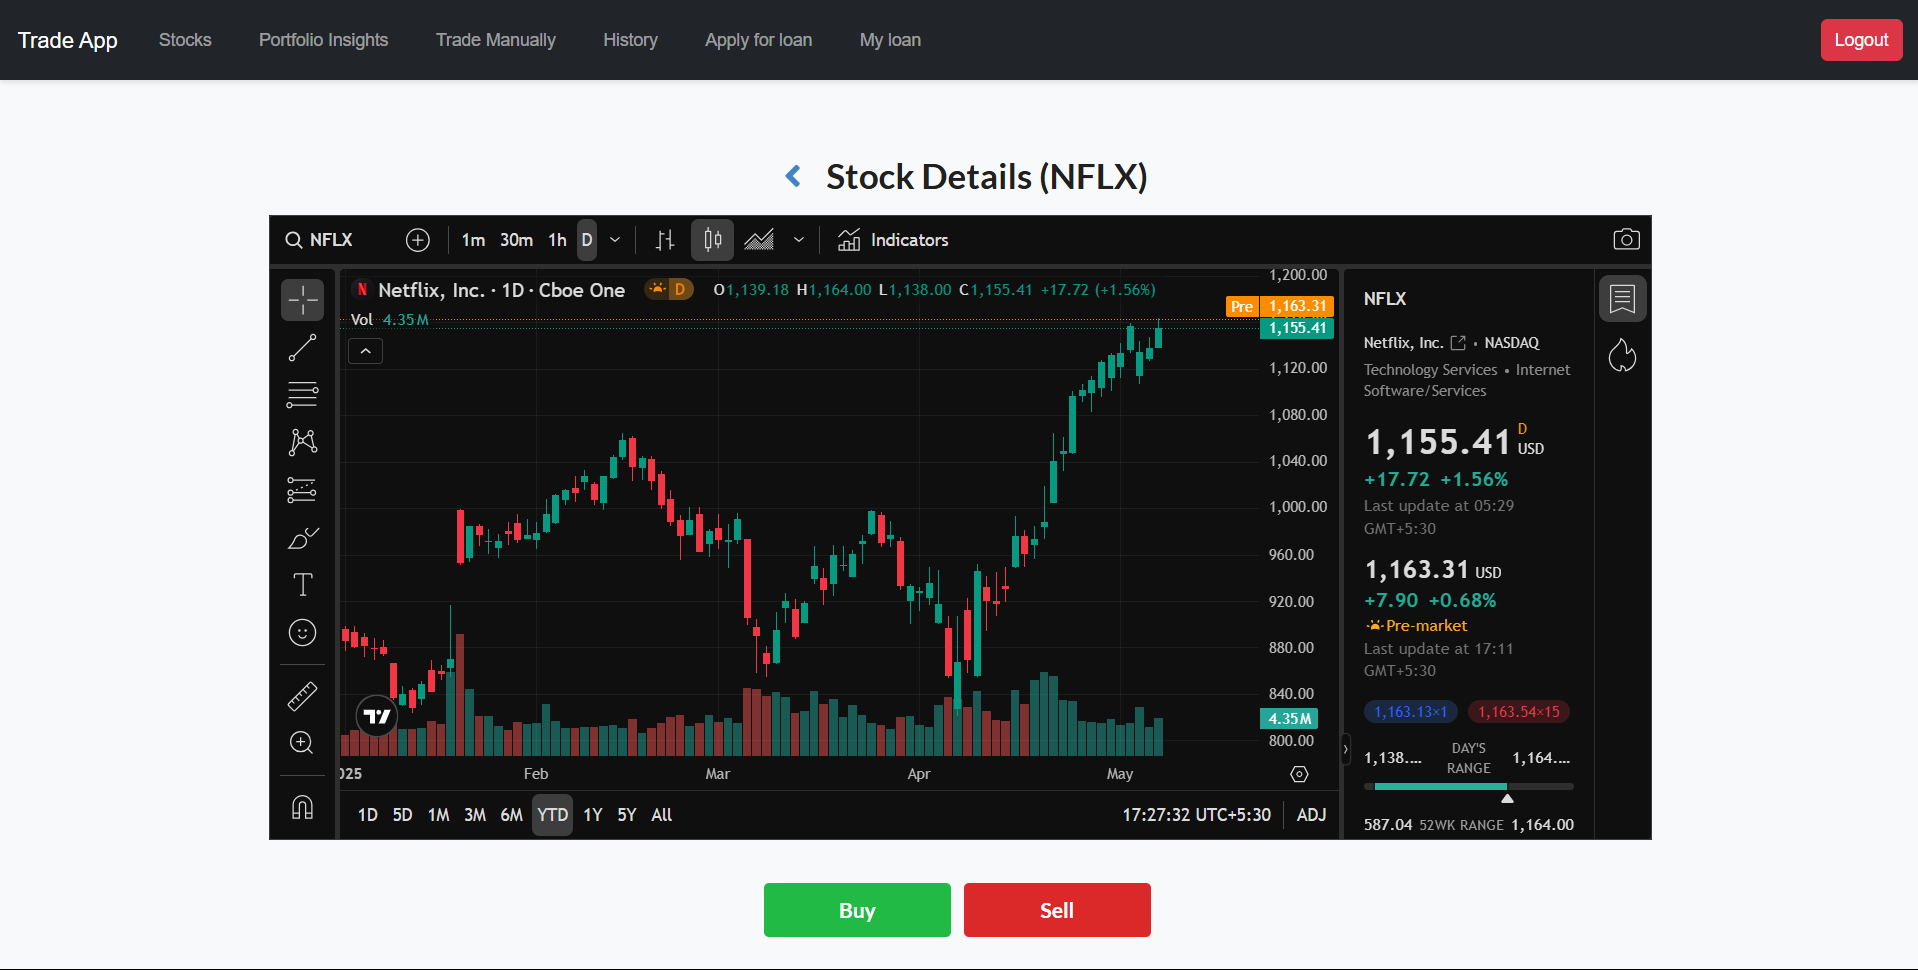 Trade App Stocks Portfolio Insights Trade Manually History Apply for loan My loan Logout
Stock Details (NFLX)
NFLX 1m 30m 1h D Indicators
N Netflix, Inc. · 1D · Cboe One D O1,139.18 H1,164.00 L1,138.00 C1,155.41 +17.72 (+1.56%)
Vol 4.35M
1,200.00
Pre 1,163.31
1,155.41
1,120.00
1,080.00
1,040.00
1,000.00
960.00
920.00
880.00
840.00
4.35M
800.00
025 Feb Mar Apr May
1D 5D 1M 3M 6M YTD 1Y 5Y All 17:27:32 UTC+5:30 ADJ
NFLX
Netflix, Inc. • NASDAQ
Technology Services • Internet
Software/Services
1,155.41 D USD
+17.72 +1.56%
Last update at 05:29
GMT+5:30
1,163.31 USD
+7.90 +0.68%
Pre-market
Last update at 17:11
GMT+5:30
1,163.13×1 1,163.54×15
1,138.... DAY'S RANGE 1,164....
587.04 52WK RANGE 1,164.00
Buy Sell